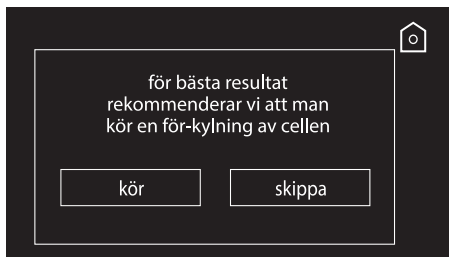 för bästa resultat
rekommenderar vi att man
kör en för-kylning av cellen
kör
skippa